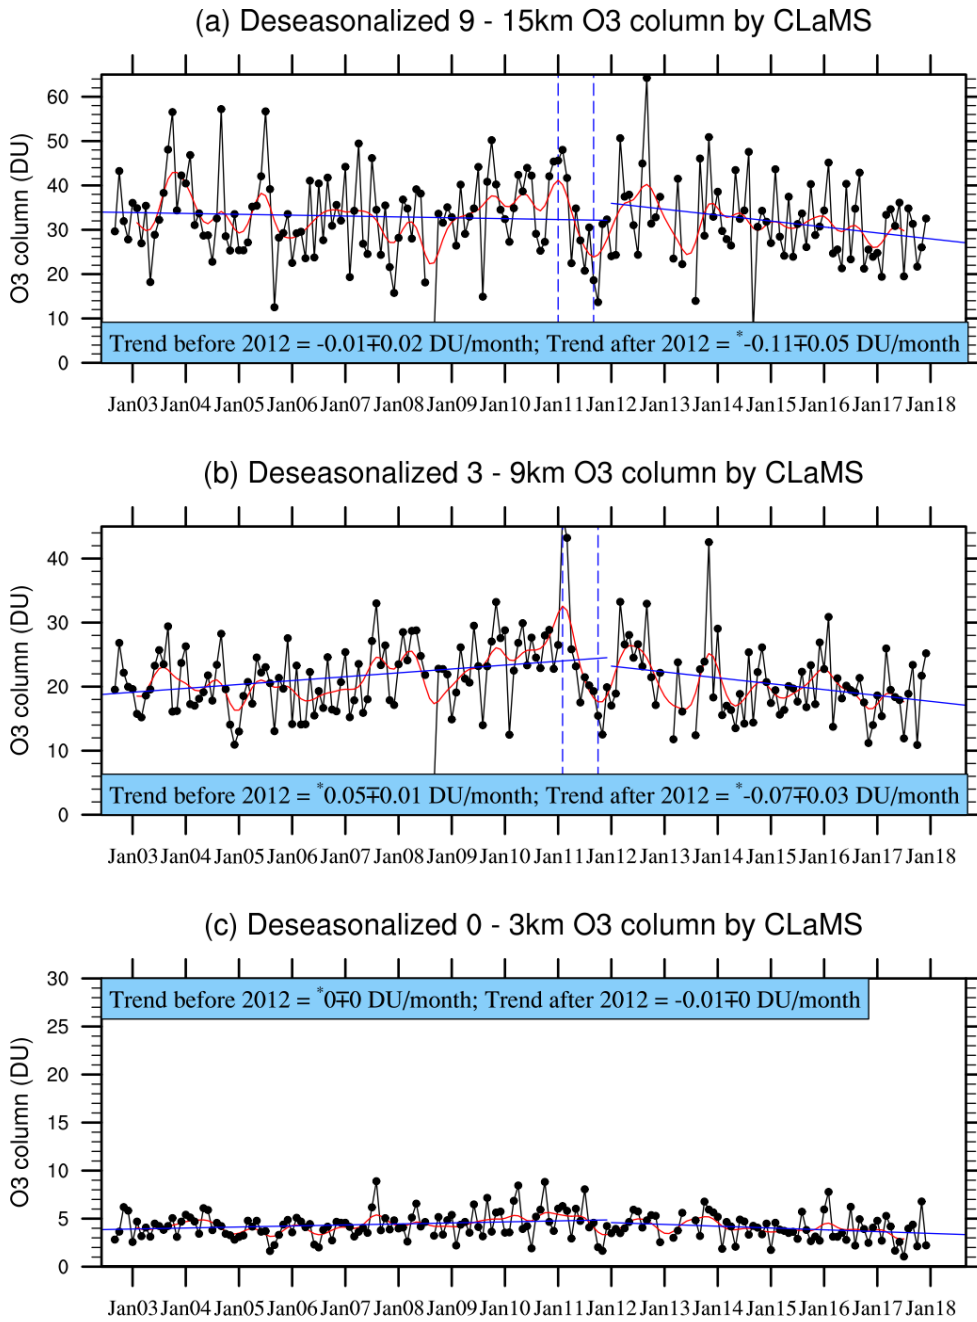 (a) Deseasonalized 9 - 15km O3 column by CLaMS
O3 column (DU)
60
50
40
30
20
10
0
Trend before 2012 = -0.01∓0.02 DU/month; Trend after 2012 = *-0.11∓0.05 DU/month
Jan03 Jan04 Jan05 Jan06 Jan07 Jan08 Jan09 Jan10 Jan11 Jan12 Jan13 Jan14 Jan15 Jan16 Jan17 Jan18
(b) Deseasonalized 3 - 9km O3 column by CLaMS
O3 column (DU)
40
30
20
10
0
Trend before 2012 = *0.05∓0.01 DU/month; Trend after 2012 = *-0.07∓0.03 DU/month
Jan03 Jan04 Jan05 Jan06 Jan07 Jan08 Jan09 Jan10 Jan11 Jan12 Jan13 Jan14 Jan15 Jan16 Jan17 Jan18
(c) Deseasonalized 0 - 3km O3 column by CLaMS
O3 column (DU)
30
25
20
15
10
5
0
Trend before 2012 = *0∓0 DU/month; Trend after 2012 = -0.01∓0 DU/month
Jan03 Jan04 Jan05 Jan06 Jan07 Jan08 Jan09 Jan10 Jan11 Jan12 Jan13 Jan14 Jan15 Jan16 Jan17 Jan18